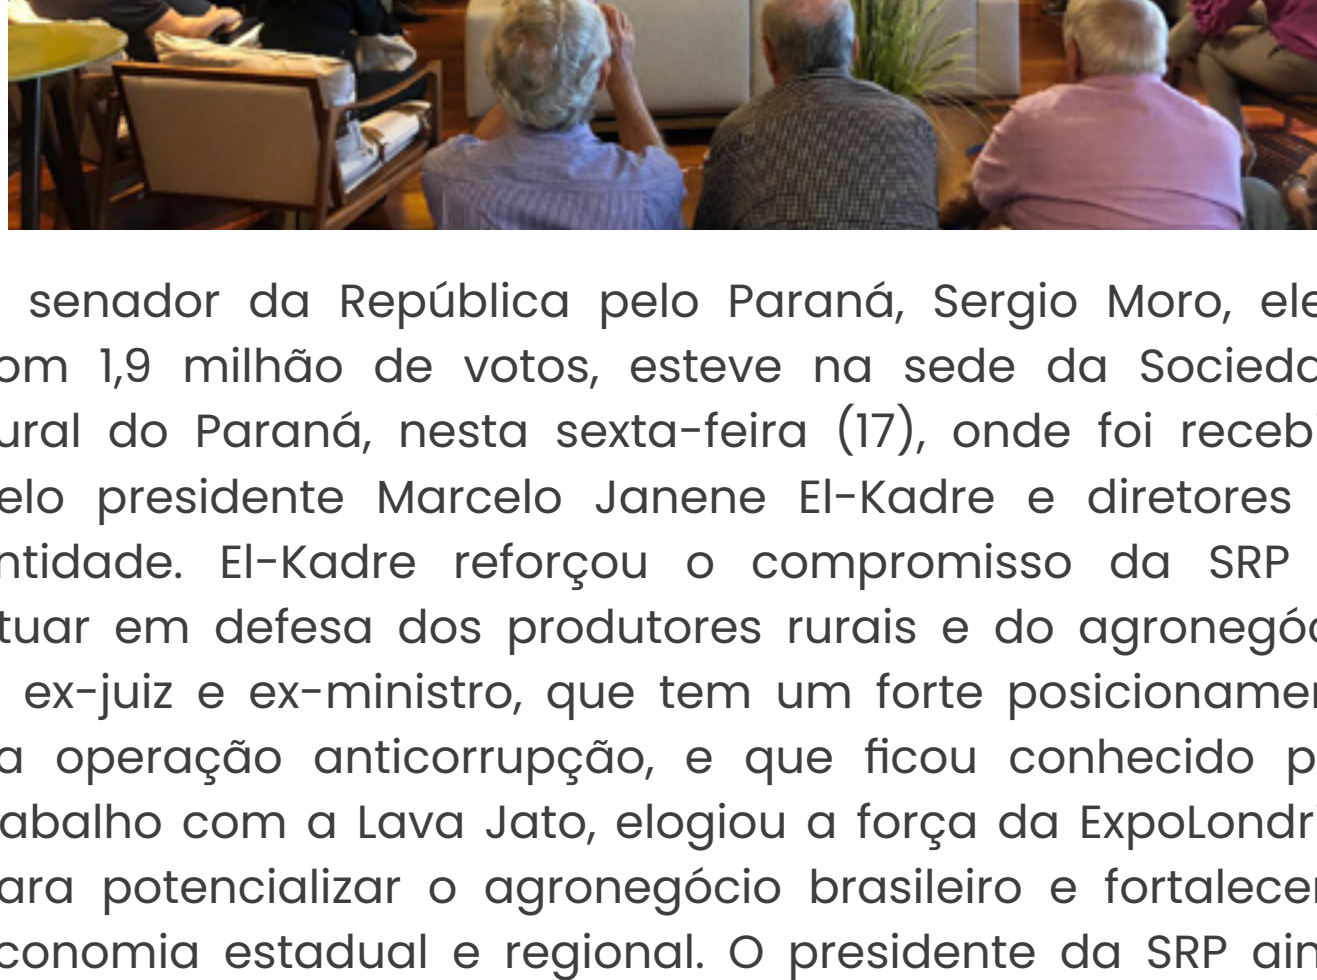 senador da República pelo Paraná, Sergio Moro, ele
om 1,9 milhão de votos, esteve na sede da Socieda
ural do Paraná, nesta sexta-feira (17), onde foi recebi
elo presidente Marcelo Janene El-Kadre e diretores
ntidade. El-Kadre reforçou o compromisso da SRP
tuar em defesa dos produtores rurais e do agronegóc
ex-juiz e ex-ministro, que tem um forte posicionamen
a operação anticorrupção, e que ficou conhecido p
abalho com a Lava Jato, elogiou a força da ExpoLondri
ara potencializar o agronegócio brasileiro e fortalecer
conomia estadual e regional. O presidente da SRP ain